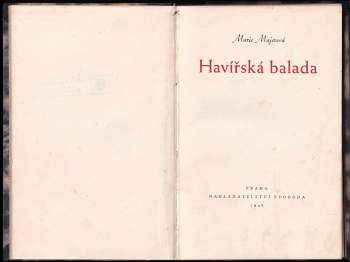 Marie Majerová
Havířská balada
PRAHA
NAKLADATELSTVÍ SVOBODA